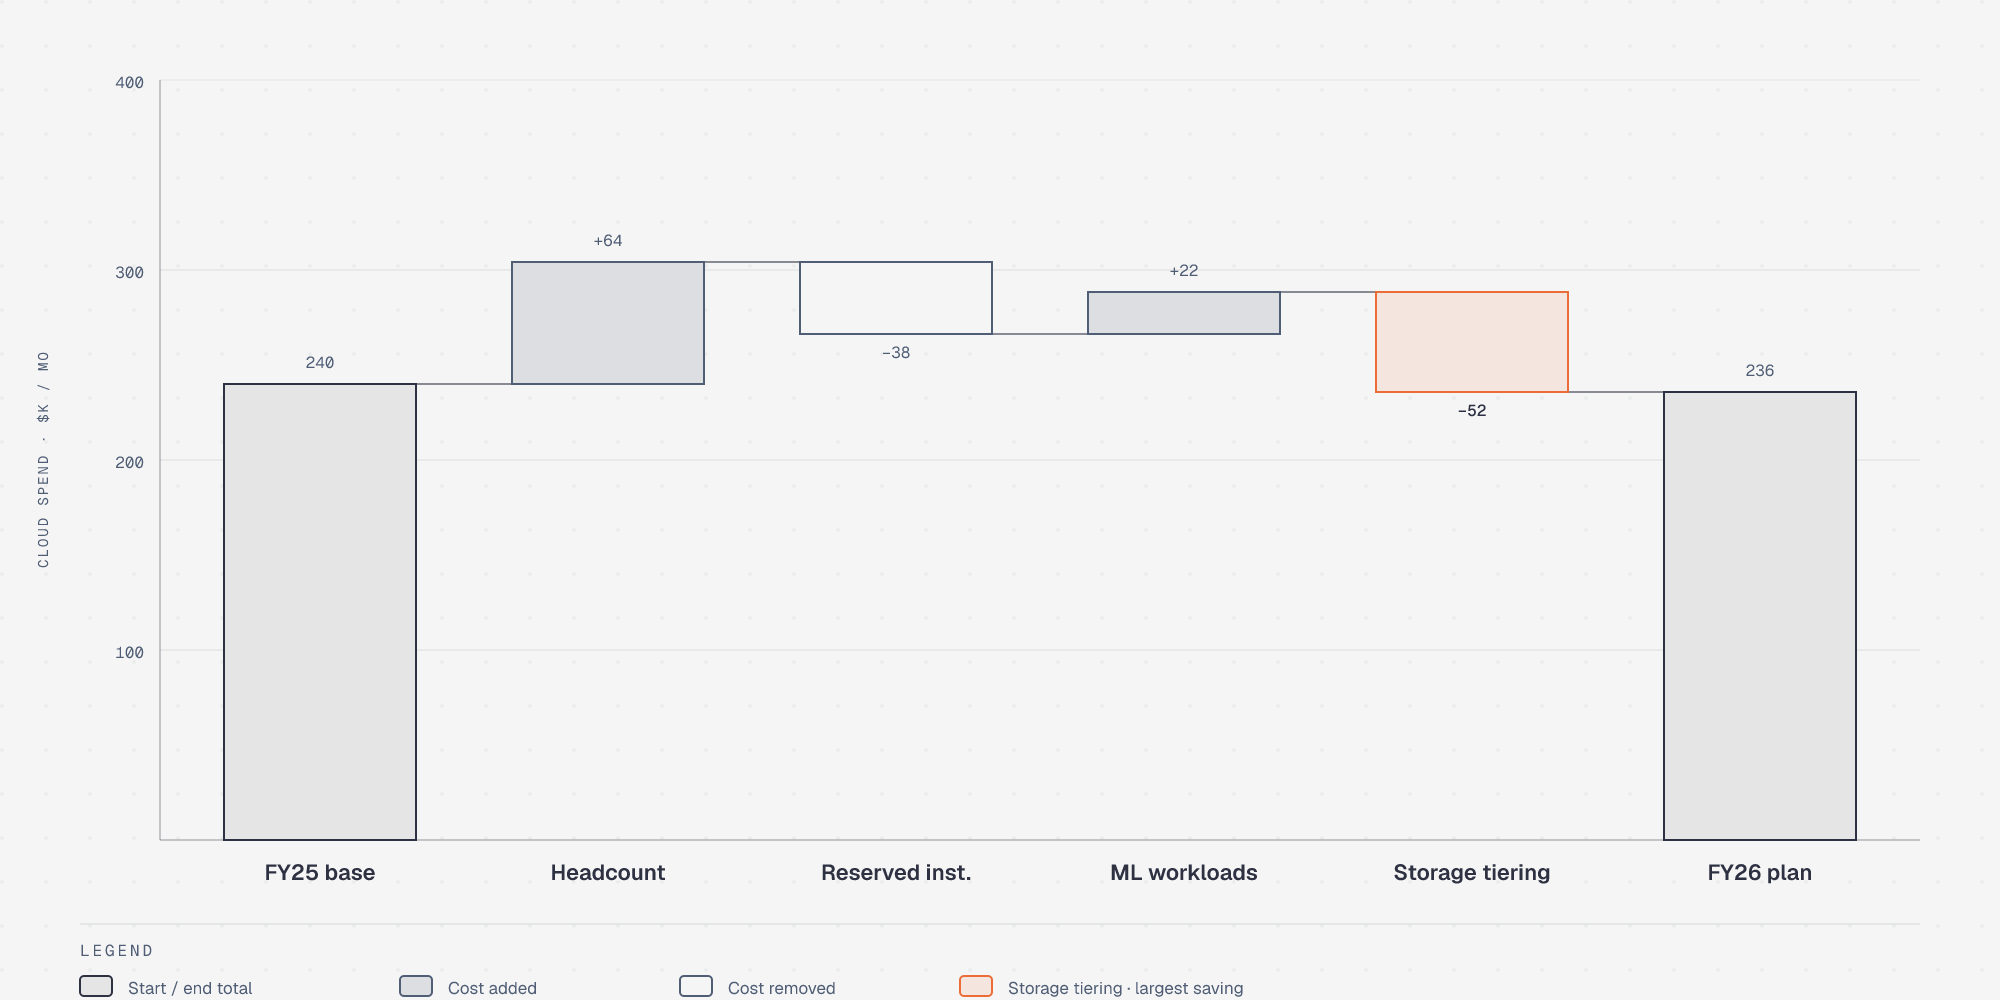 400
300
200
100
CLOUD SPEND · $K / MO
240
+64
−38
+22
−52
236
FY25 base
Headcount
Reserved inst.
ML workloads
Storage tiering
FY26 plan
LEGEND
Start / end total
Cost added
Cost removed
Storage tiering · largest saving